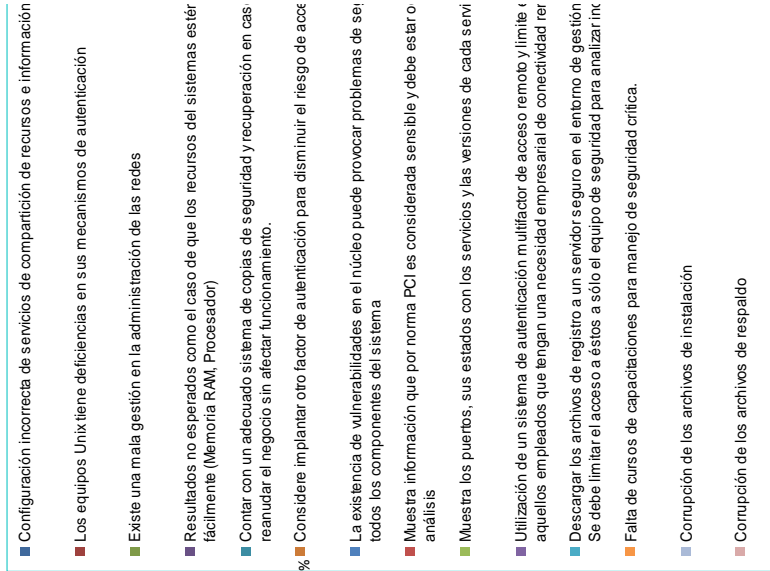 Configuración incorrecta de servicios de compartición de recursos e información
Los equipos Unix tiene deficiencias en sus mecanismos de autenticación
Existe una mala gestión en la administración de las redes
Resultados no esperados como el caso de que los recursos del sistemas estér
fácilmente (Memoria RAM, Procesador)
Contar con un adecuado sistema de copias de seguridad y recuperación en cas
reanudar el negocio sin afectar funcionamiento.
%
Considere implantar otro factor de autenticación para disminuir el riesgo de acce
La existencia de vulnerabilidades en el núcleo puede provocar problemas de se
todos los componentes del sistema
Muestra información que por norma PCI es considerada sensible y debe estar o
análisis
Muestra los puertos, sus estados con los servicios y las versiones de cada servi
Utilización de un sistema de autenticación multifactor de acceso remoto y limite
aquellos empleados que tengan una necesidad empresarial de conectividad rer
Descargar los archivos de registro a un servidor seguro en el entorno de gestión
Se debe limitar el acceso a éstos a sólo el equipo de seguridad para analizar inc
Falta de cursos de capacitaciones para manejo de seguridad crítica.
Corrupción de los archivos de instalación
Corrupción de los archivos de respaldo